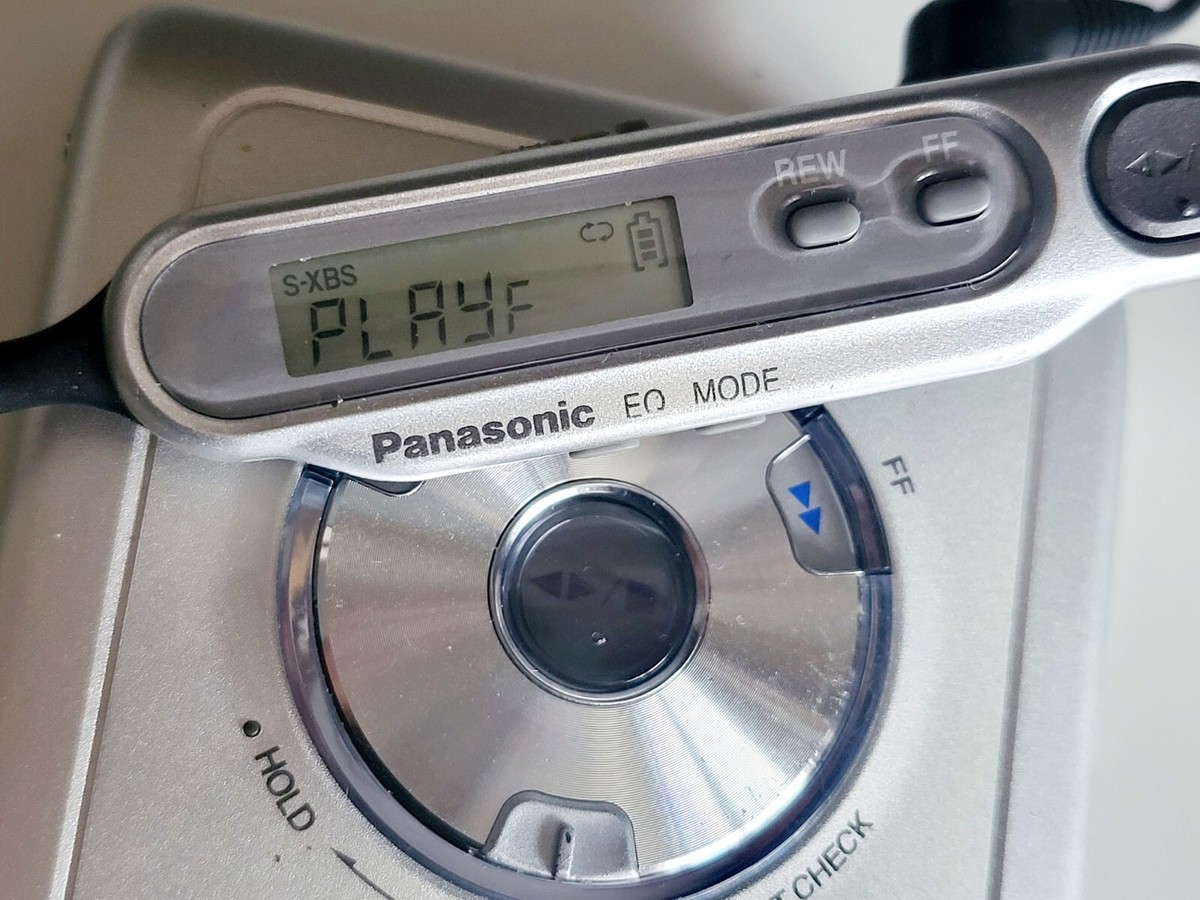 REW
FF
S-XBS
PLAYF
Panasonic EQ MODE
FF
HOLD
T CHECK